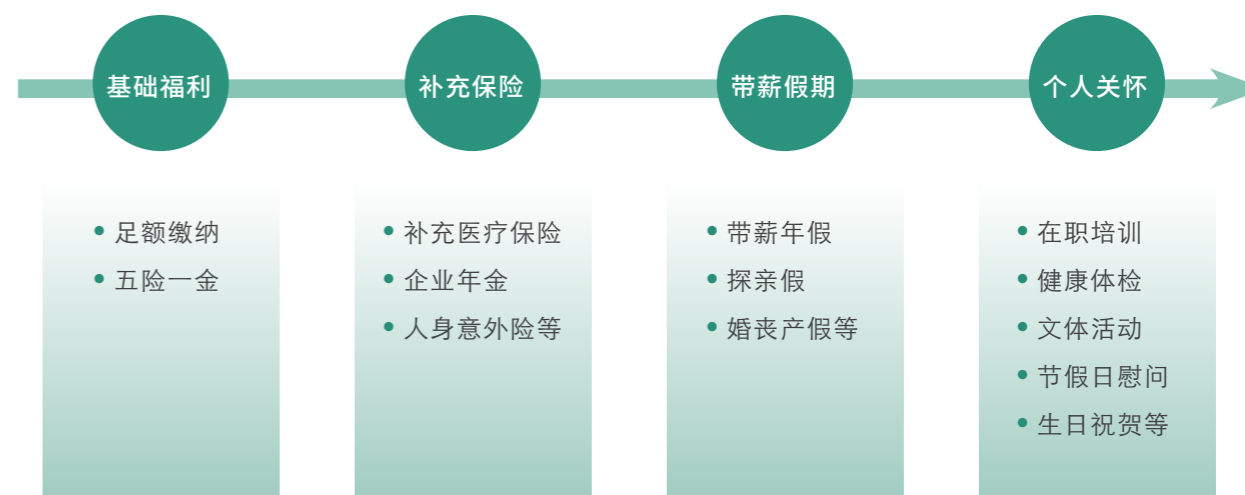 基础福利
足额缴纳
五险一金
补充保险
补充医疗保险
企业年金
人身意外险等
带薪假期
带薪年假
探亲假
婚丧产假等
个人关怀
在职培训
健康体检
文体活动
节假日慰问
生日祝贺等